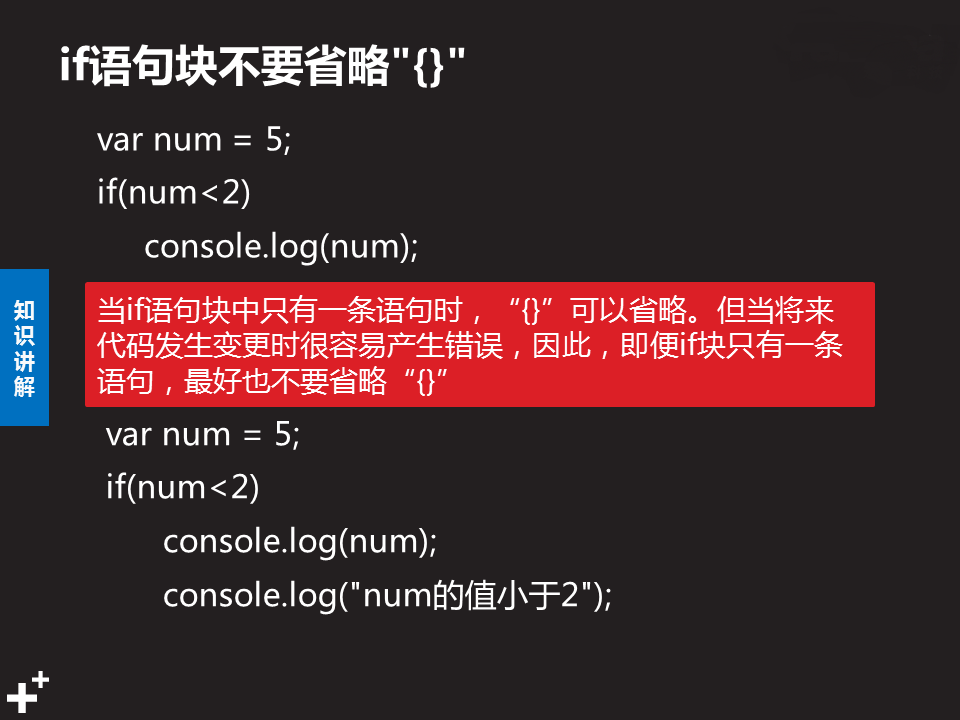 if语句块不要省略"{}"
var num = 5;
if(num<2)
console.log(num);
知
识
讲
解
当if语句块中只有一条语句时，“{}”可以省略。但当将来
代码发生变更时很容易产生错误，因此，即便if块只有一条
语句，最好也不要省略“{}”
var num = 5;
if(num<2)
console.log(num);
console.log("num的值小于2");